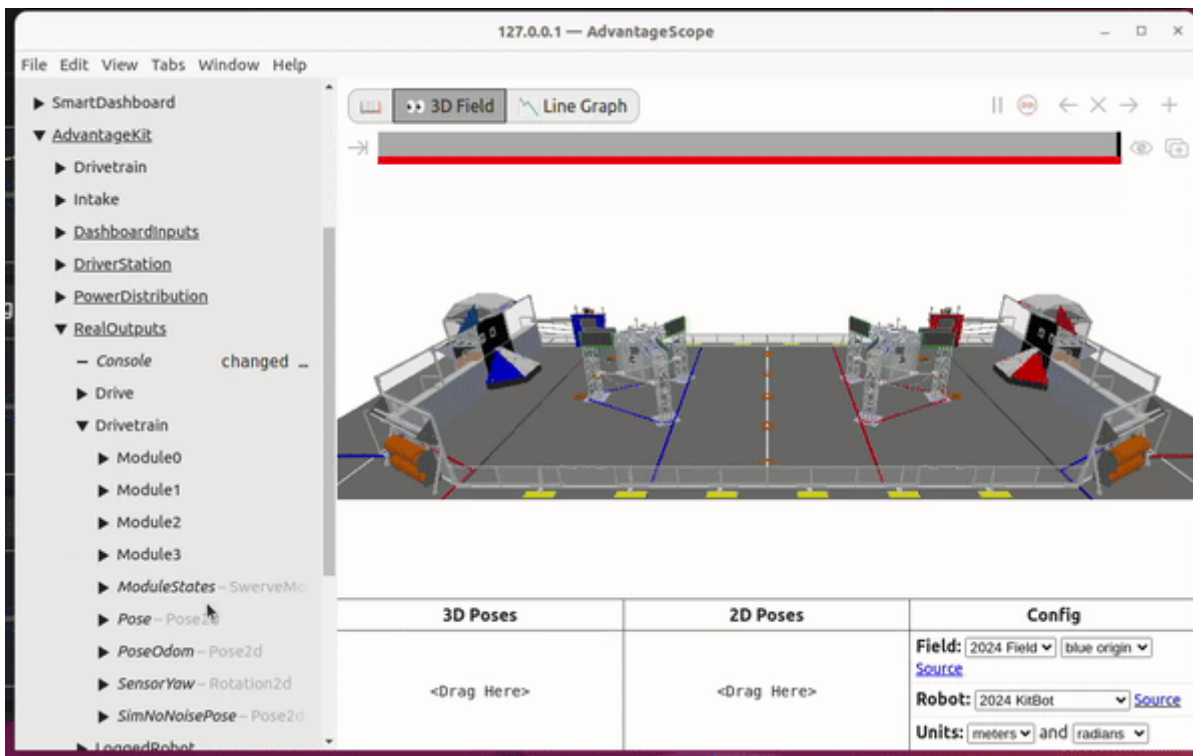 127.0.0.1 — AdvantageScope
File Edit View Tabs Window Help
SmartDashboard
AdvantageKit
Drivetrain
Intake
DashboardInputs
DriverStation
PowerDistribution
RealOutputs
Console changed ...
Drive
Drivetrain
Module0
Module1
Module2
Module3
ModuleStates – SwerveMo
Pose – Pose2d
PoseOdom – Pose2d
SensorYaw – Rotation2d
SimNoNoisePose – Pose2d
LoggedRobot
3D Field
Line Graph
3D Poses
2D Poses
Config
<Drag Here>
<Drag Here>
Field: 2024 Field blue origin
Source
Robot: 2024 KitBot Source
Units: meters and radians